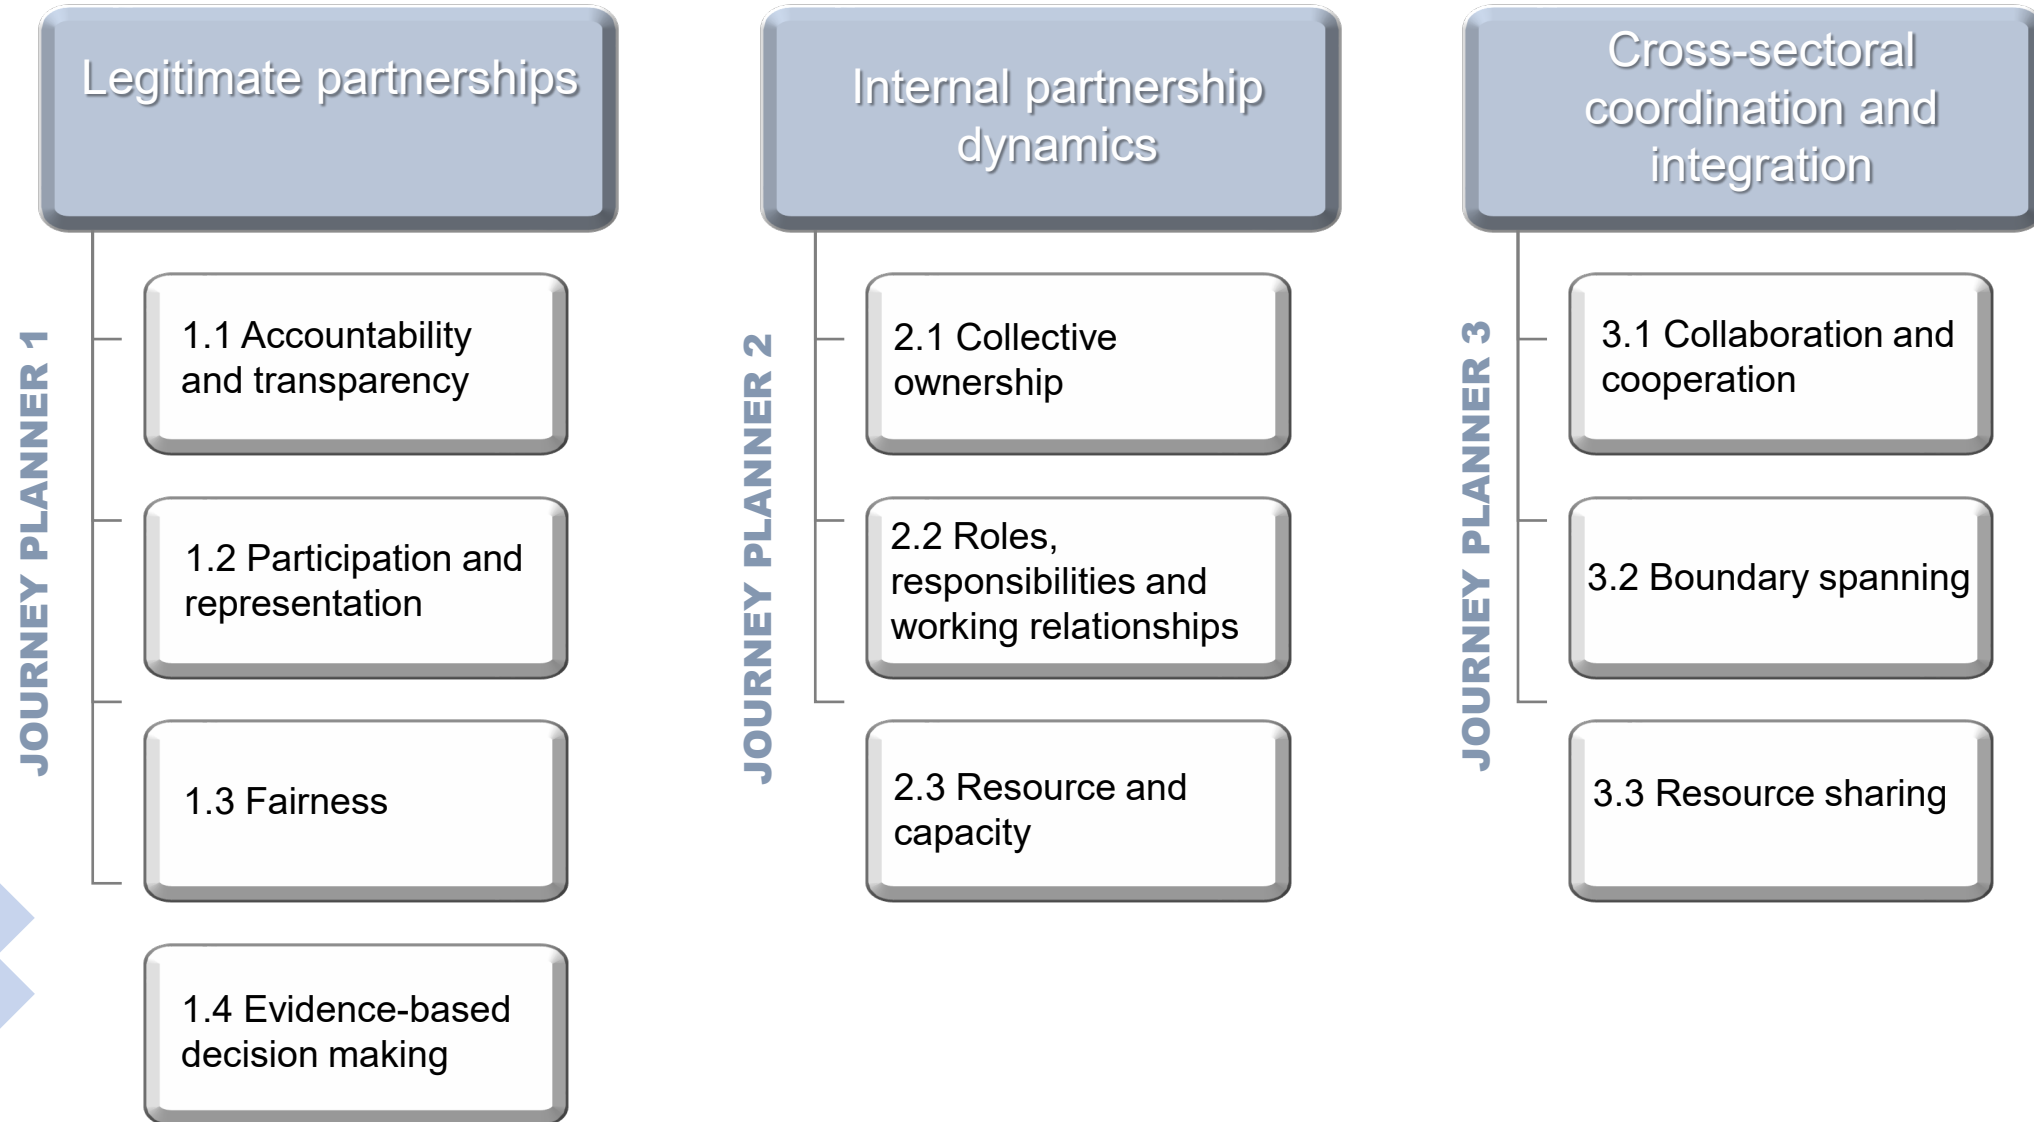 Legitimate partnerships
JOURNEY PLANNER 1
1.1 Accountability
and transparency
1.2 Participation and
representation
1.3 Fairness
1.4 Evidence-based
decision making
Internal partnership
dynamics
JOURNEY PLANNER 2
2.1 Collective
ownership
2.2 Roles,
responsibilities and
working relationships
2.3 Resource and
capacity
Cross-sectoral
coordination and
integration
JOURNEY PLANNER 3
3.1 Collaboration and
cooperation
3.2 Boundary spanning
3.3 Resource sharing